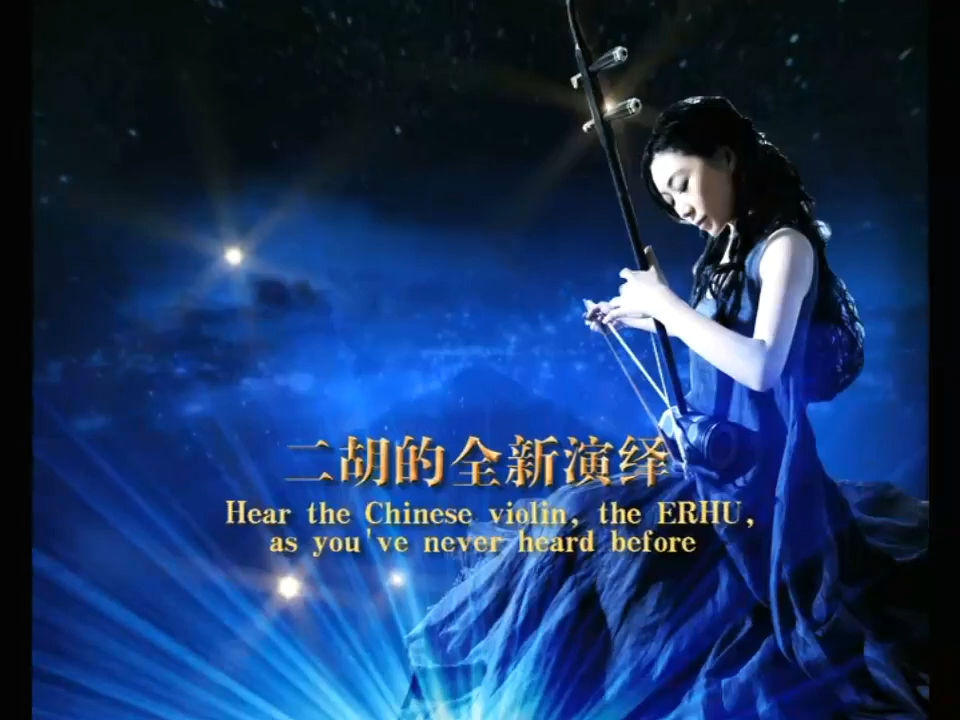 二胡的全新演绎
Hear the Chinese violin, the ERHU,
as you've never heard before